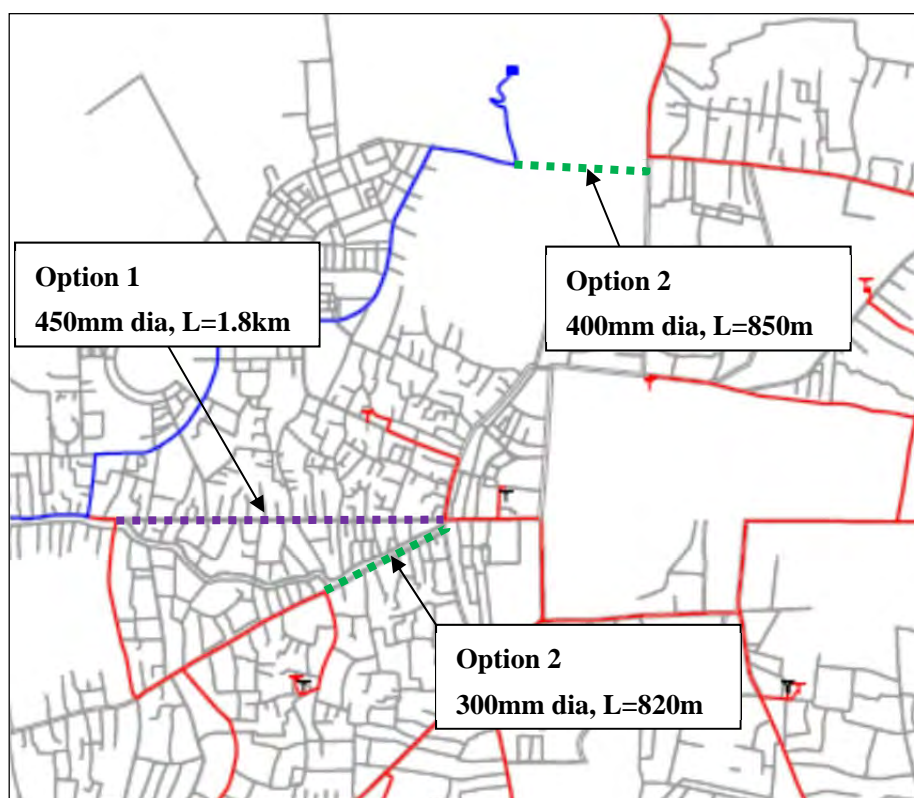 Option 1
450mm dia, L=1.8km
Option 2
400mm dia, L=850m
Option 2
300mm dia, L=820m